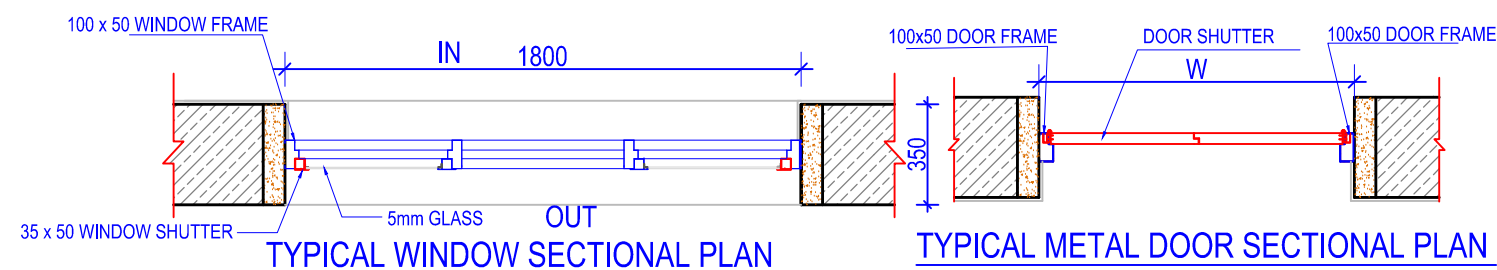 100 x 50 WINDOW FRAME
IN
1800
5mm GLASS
OUT
35 x 50 WINDOW SHUTTER
TYPICAL WINDOW SECTIONAL PLAN
100x50 DOOR FRAME
DOOR SHUTTER
100x50 DOOR FRAME
W
350
TYPICAL METAL DOOR SECTIONAL PLAN